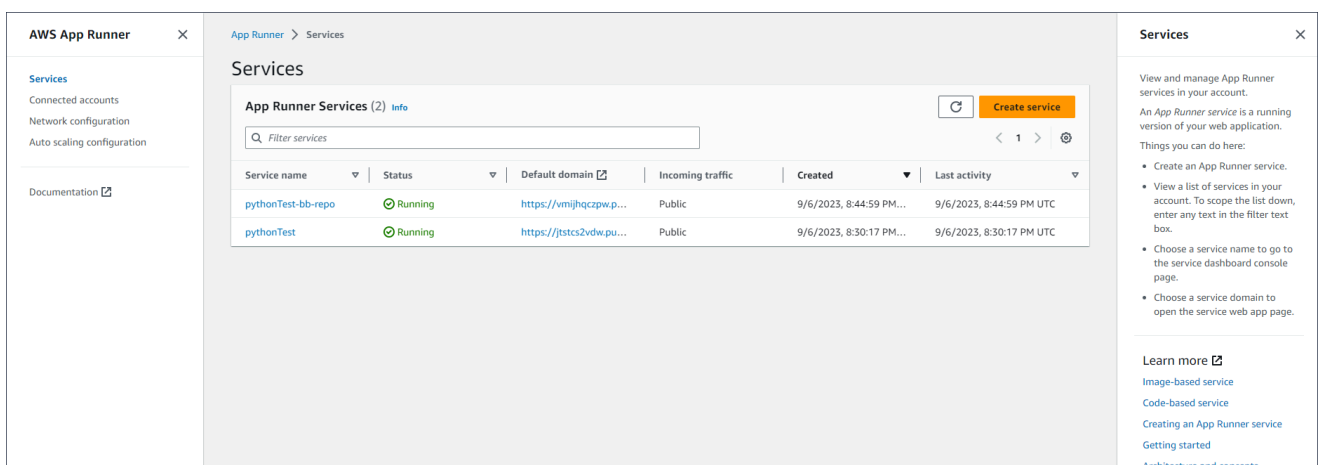 AWS App Runner
Services
Connected accounts
Network configuration
Auto scaling configuration
Documentation
App Runner > Services
Services
App Runner Services (2) Info
Create service
Filter services
1
Service name Status Default domain Incoming traffic Created Last activity
pythonTest-bb-repo Running https://vmijhqczpw.p... Public 9/6/2023, 8:44:59 PM... 9/6/2023, 8:44:59 PM UTC
pythonTest Running https://jtstcs2vdw.pu... Public 9/6/2023, 8:30:17 PM... 9/6/2023, 8:30:17 PM UTC
Services
View and manage App Runner
services in your account.
An App Runner service is a running
version of your web application.
Things you can do here:
• Create an App Runner service.
• View a list of services in your
account. To scope the list down,
enter any text in the filter text
box.
• Choose a service name to go to
the service dashboard console
page.
• Choose a service domain to
open the service web app page.
Learn more
Image-based service
Code-based service
Creating an App Runner service
Getting started
Architecture and concepts